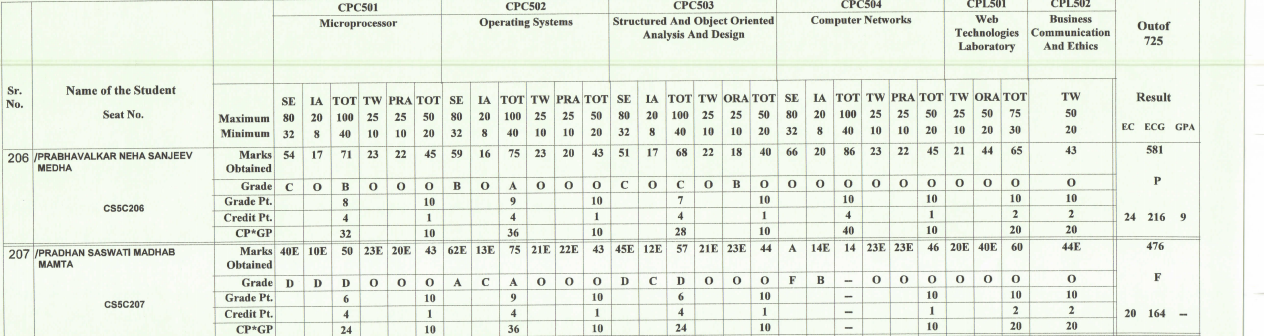 CPC501 CPC502 CPC503 CPC504 CPL501 CPL502
Microprocessor Operating Systems Structured And Object Oriented Computer Networks Web Business Outof
Analysis And Design Technologies Communication 725
Laboratory And Ethics
Sr. Name of the Student
No. Seat No.
SE IA TOT TW PRA TOT SE IA TOT TW PRA TOT SE IA TOT TW ORA TOT SE IA TOT TW PRA TOT TW ORA TOT TW Result
Maximum 80 20 100 25 25 50 80 20 100 25 25 50 80 20 100 25 25 50 80 20 100 25 25 50 25 50 75 50
Minimum 32 8 40 10 10 20 32 8 40 10 10 20 32 8 40 10 10 20 32 8 40 10 10 20 10 20 30 20 EC ECG GPA
206 /PRABHAVALKAR NEHA SANJEEV Marks 54 17 71 23 22 45 59 16 75 23 20 43 51 17 68 22 18 40 66 20 86 23 22 45 21 44 65 43 581
MEDHA Obtained
Grade C O B O O O B O A O O O C O C O B O O O O O O O O O O O P
CS5C206 Grade Pt. 8 10 9 10 7 10 10 10 10 10
Credit Pt. 4 1 4 1 4 1 4 1 2 2 24 216 9
CP*GP 32 10 36 10 28 10 40 10 20 20
207 /PRADHAN SASWATI MADHAB Marks 40E 10E 50 23E 20E 43 62E 13E 75 21E 22E 43 45E 12E 57 21E 23E 44 A 14E 14 23E 23E 46 20E 40E 60 44E 476
MAMTA Obtained
Grade D D D O O O A C A O O O D C D O O O F B -- O O O O O O O F
CS5C207 Grade Pt. 6 10 9 10 6 10 -- 10 10 10
Credit Pt. 4 1 4 1 4 1 -- 1 2 2 20 164 --
CP*GP 24 10 36 10 24 10 -- 10 20 20